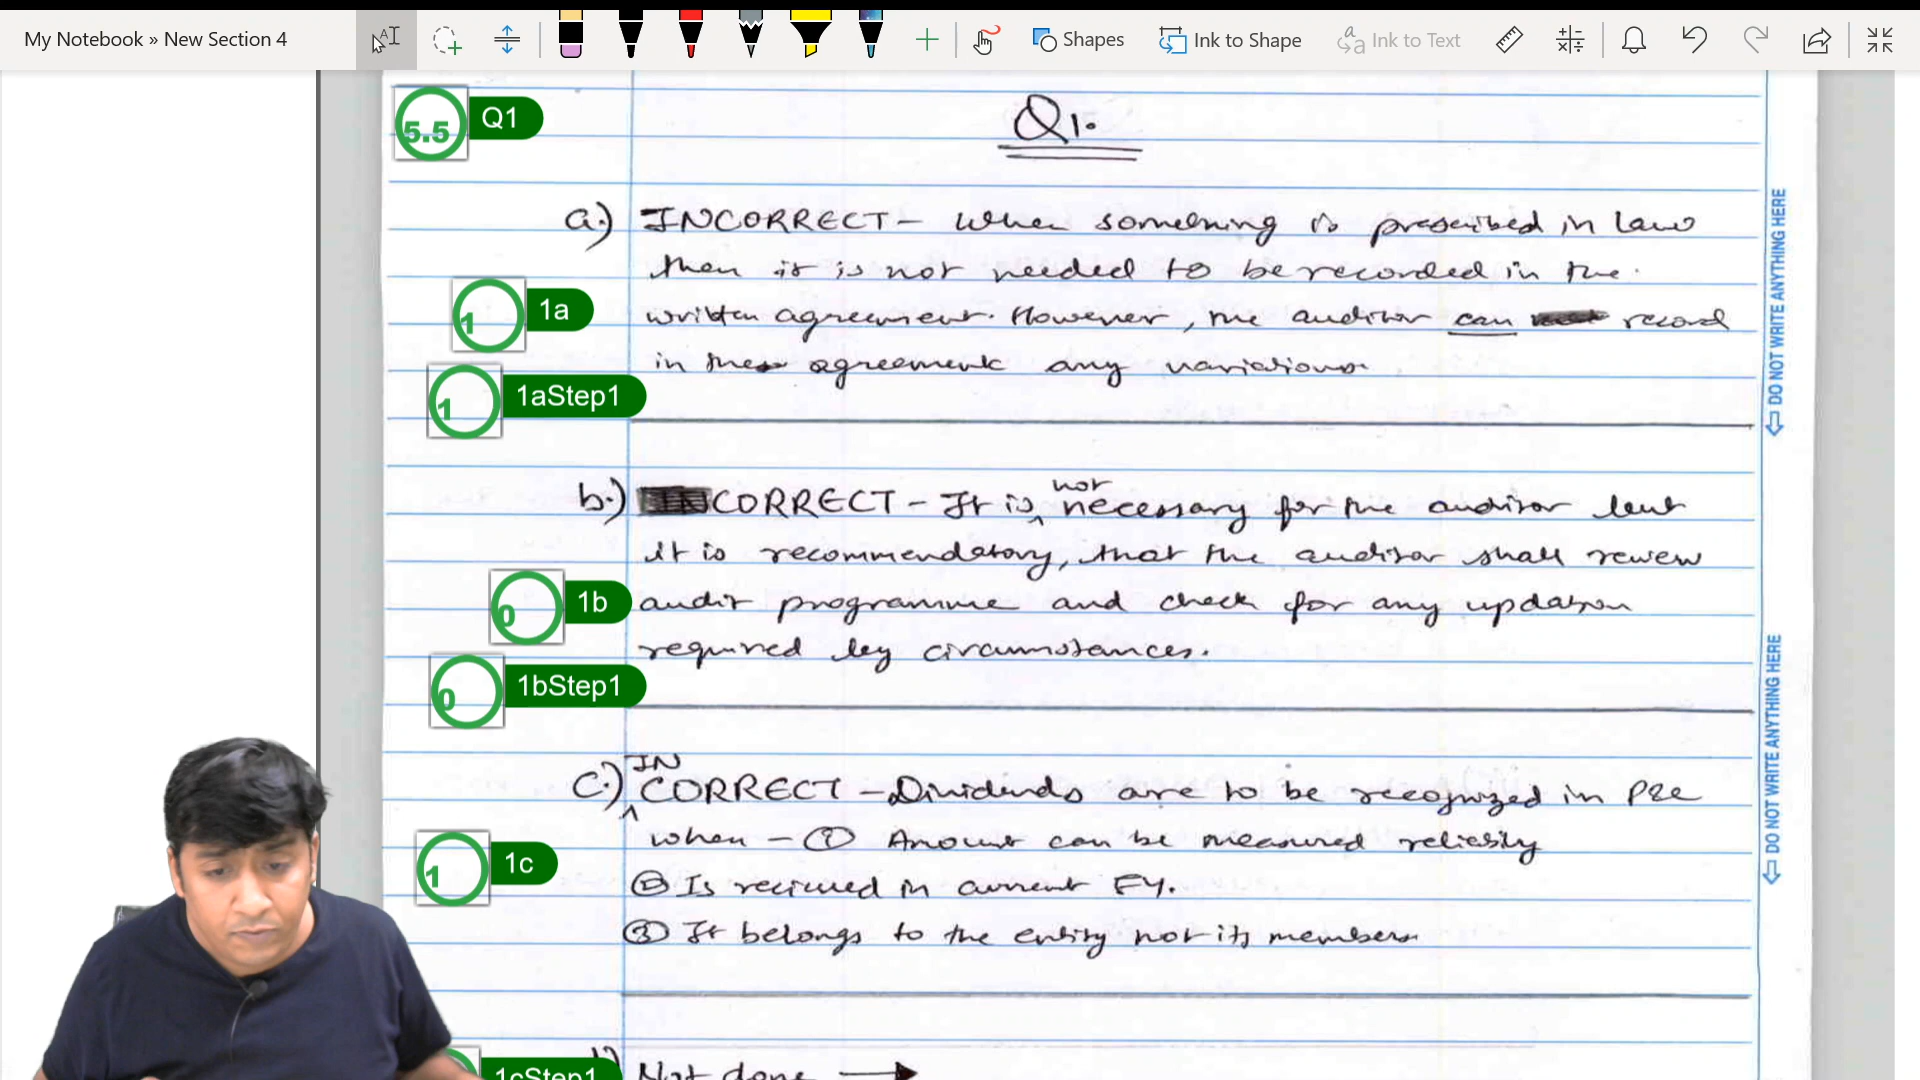 My Notebook » New Section 4
Shapes
Ink to Shape
Ink to Text
5.5 Q1
Q1.
a.) INCORRECT - When something is prescribed in law
then it is not needed to be recorded in the
1 1a
written agreement. However, the auditor can record
in the agreement any variations
1 1aStep1
b.) CORRECT - It is not necessary for the auditor but
it is recommendatory, that the auditor shall review
0 1b
audit programme and check for any updation
required by circumstances.
0 1bStep1
c.) INCORRECT - Dividends are to be recognized in P&L
when - ① Amount can be measured reliably
1 1c
② Is recieved in current FY.
③ It belongs to the entity not its members
1cStep1
Not done →
DO NOT WRITE ANYTHING HERE
DO NOT WRITE ANYTHING HERE